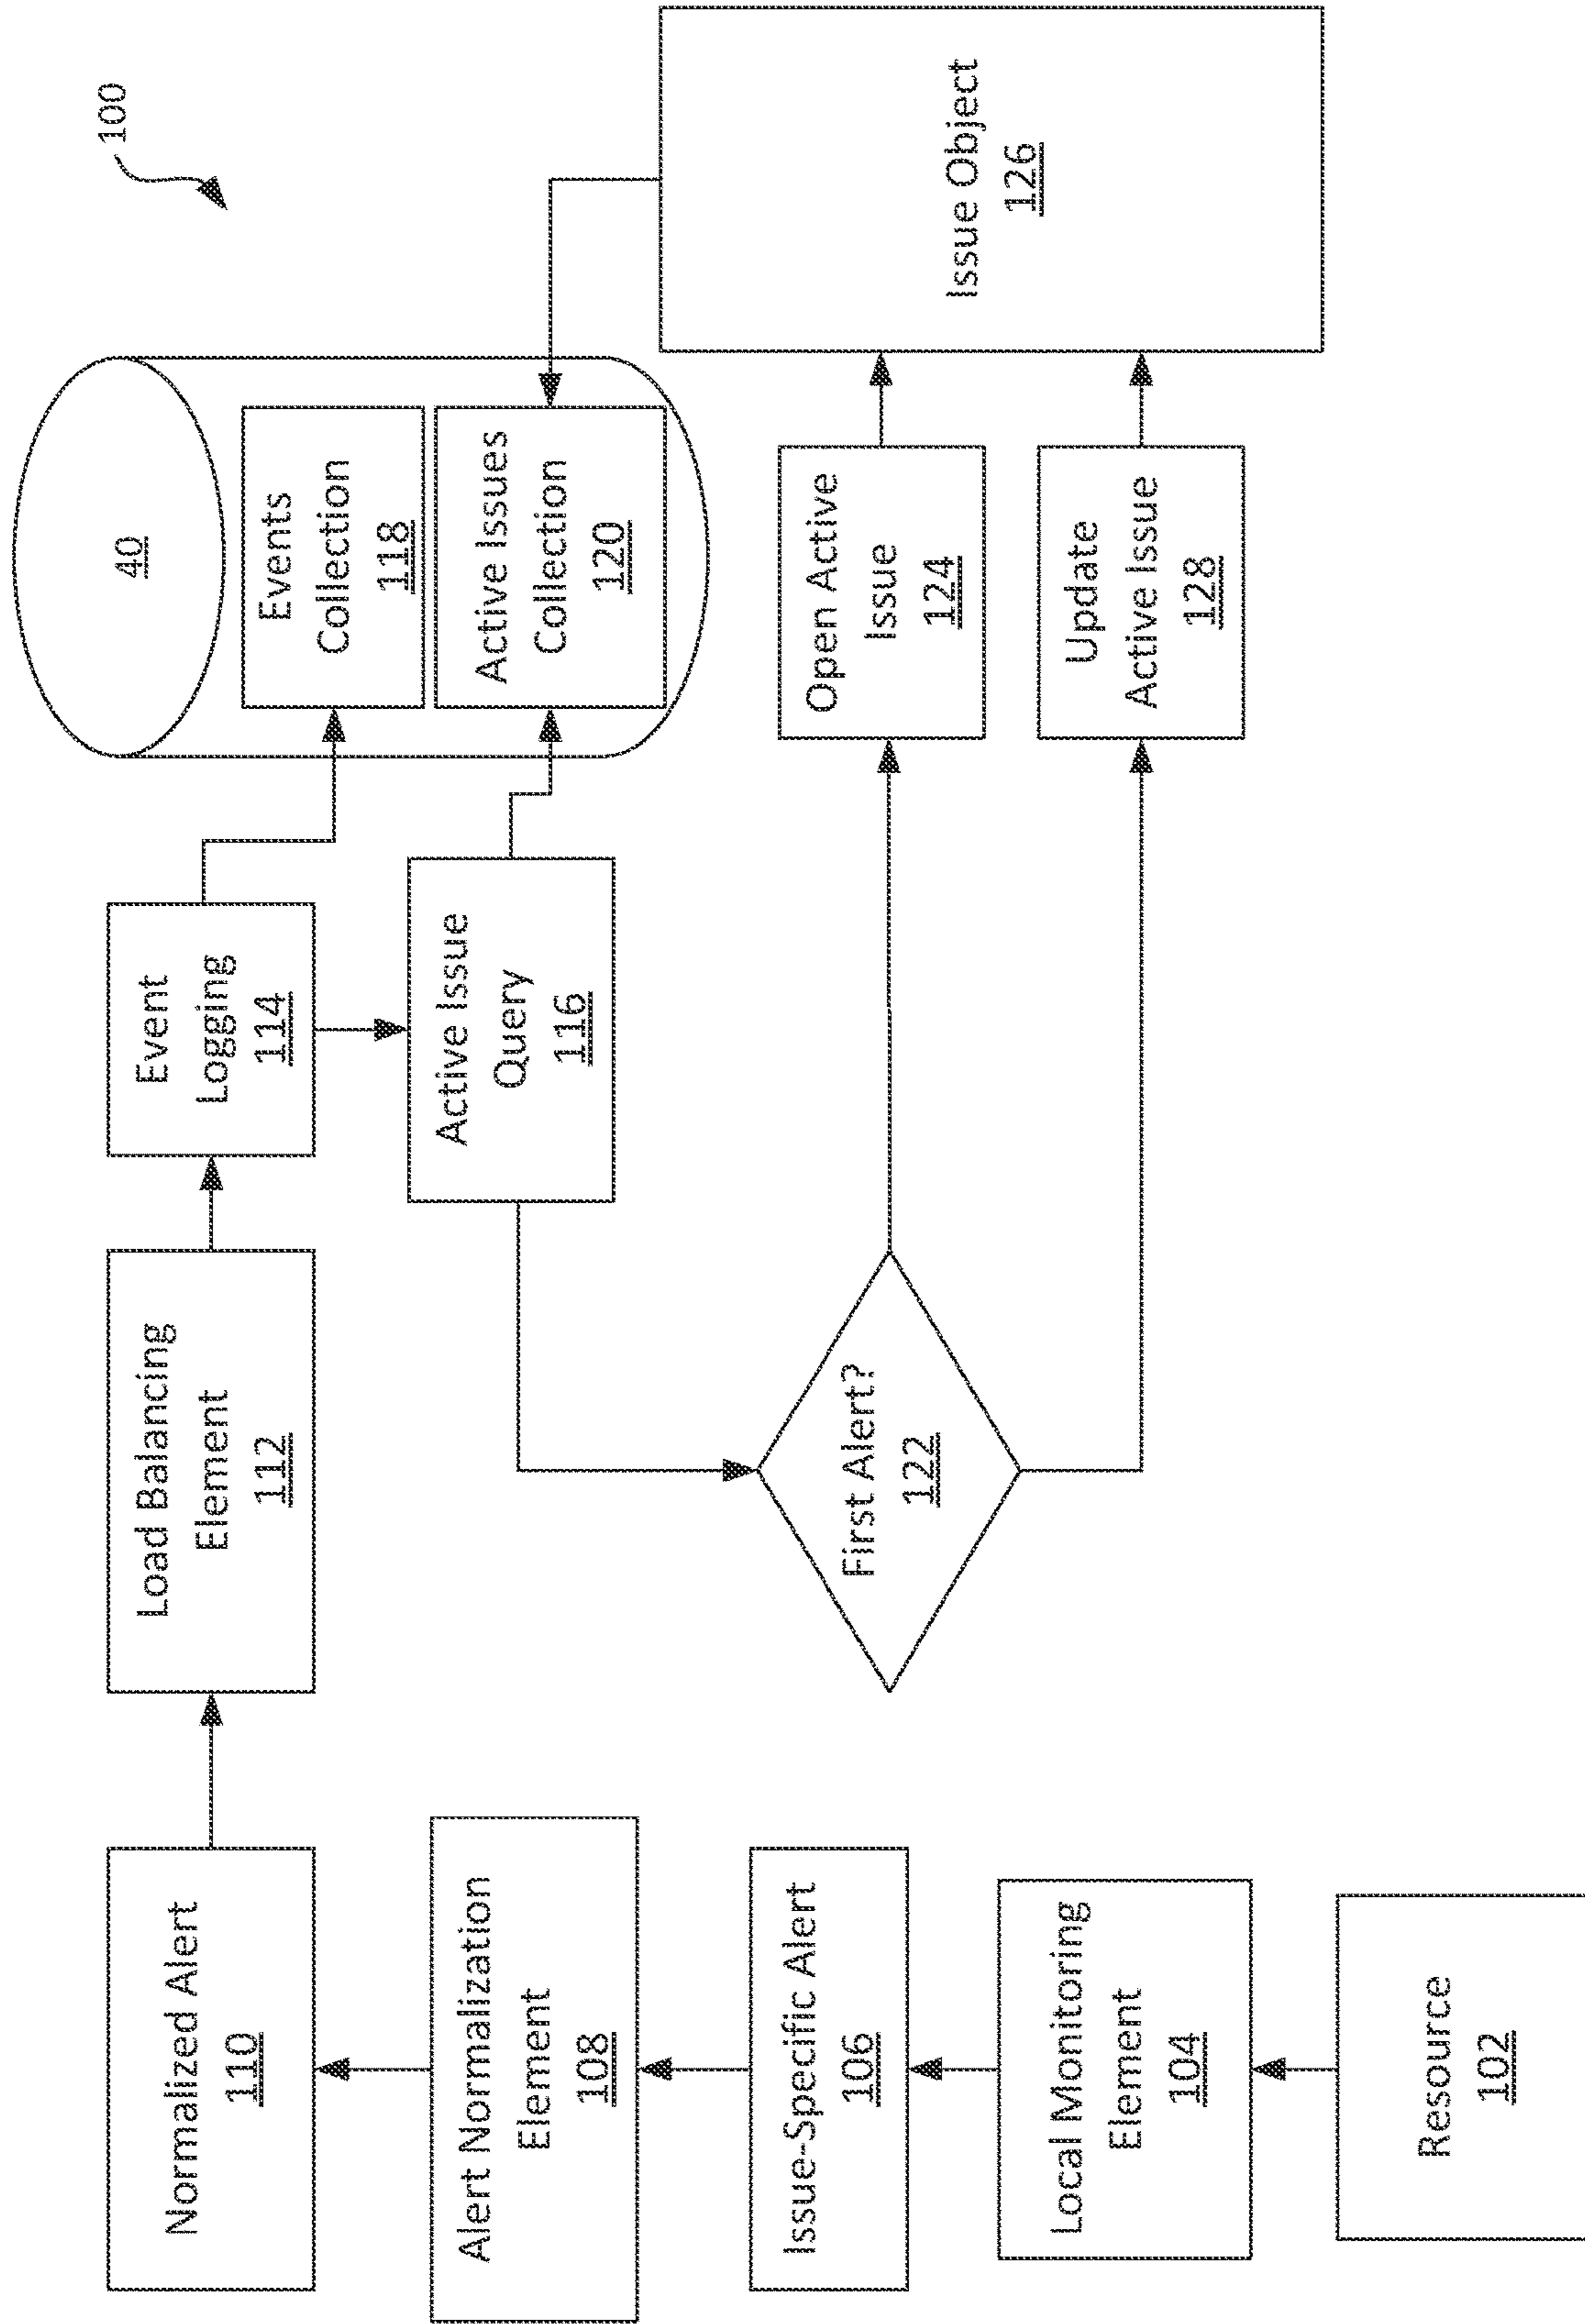 100
Normalized Alert
110
Alert Normalization
Element
108
Issue-Specific Alert
106
Local Monitoring
Element
104
Resource
102
Load Balancing
Element
112
Event
Logging
114
Active Issue
Query
116
First Alert?
122
40
Events
Collection
118
Active Issues
Collection
120
Open Active
Issue
124
Update
Active Issue
128
Issue Object
126